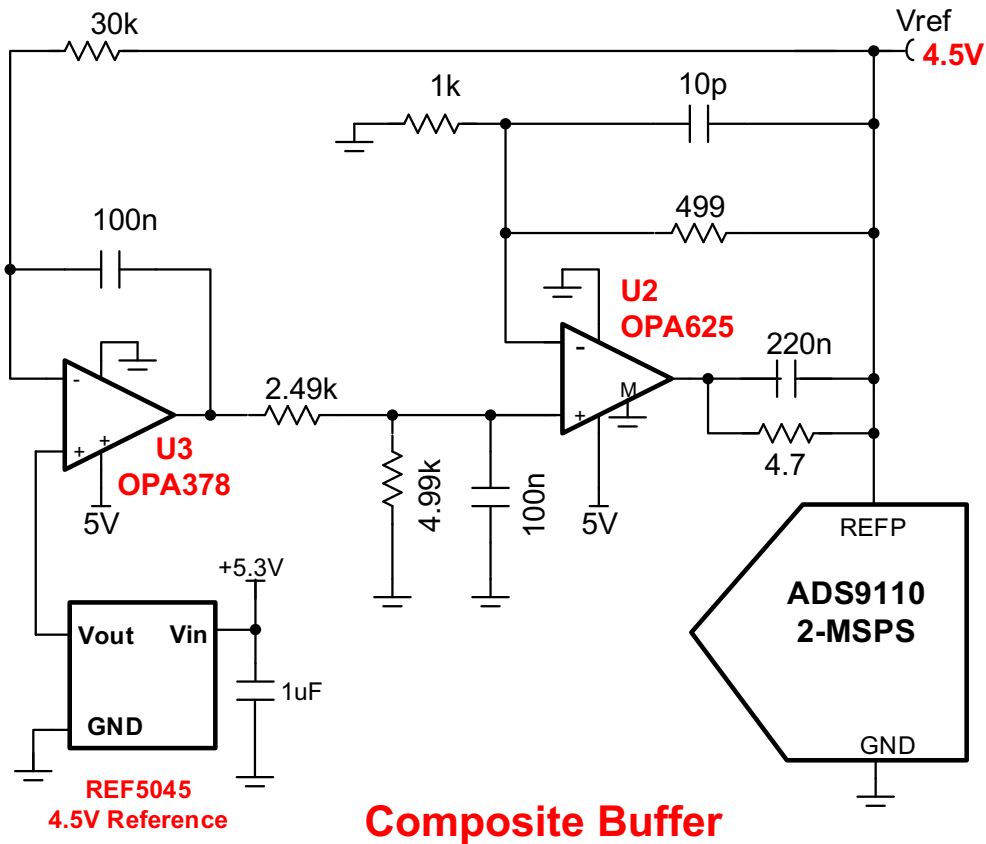 30k
Vref
4.5V
1k
10p
100n
499
U2
OPA625
-
220n
M
+
4.7
5V
-
+
+
U3
OPA378
5V
2.49k
4.99k
100n
REFP
ADS9110
2-MSPS
GND
+5.3V
Vout
Vin
1uF
GND
REF5045
4.5V Reference
Composite Buffer